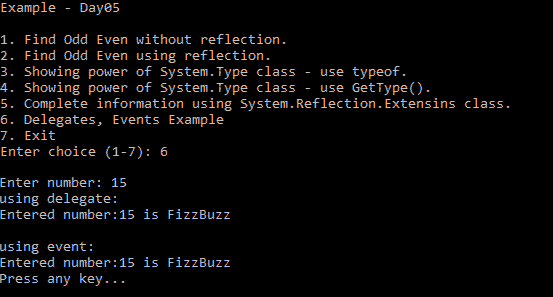 Example - Day05
1. Find Odd Even without reflection.
2. Find Odd Even using reflection.
3. Showing power of System.Type class - use typeof.
4. Showing power of System.Type class - use GetType().
5. Complete information using System.Reflection.Extensins class.
6. Delegates, Events Example
7. Exit
Enter choice (1-7): 6
Enter number: 15
using delegate:
Entered number:15 is FizzBuzz
using event:
Entered number:15 is FizzBuzz
Press any key...